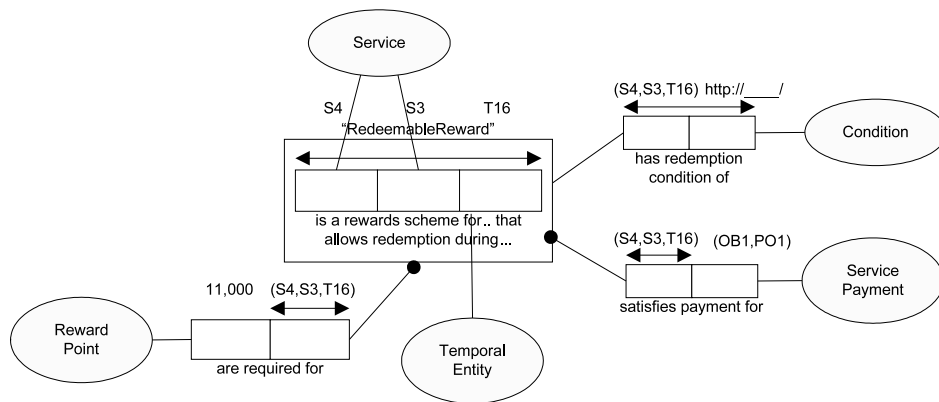 Service
S4 S3 T16
“RedeemableReward”
is a rewards scheme for.. that
allows redemption during...
(S4,S3,T16) http://____/
has redemption
condition of
Condition
(S4,S3,T16) (OB1,PO1)
satisfies payment for
Service
Payment
11,000 (S4,S3,T16)
are required for
Reward
Point
Temporal
Entity